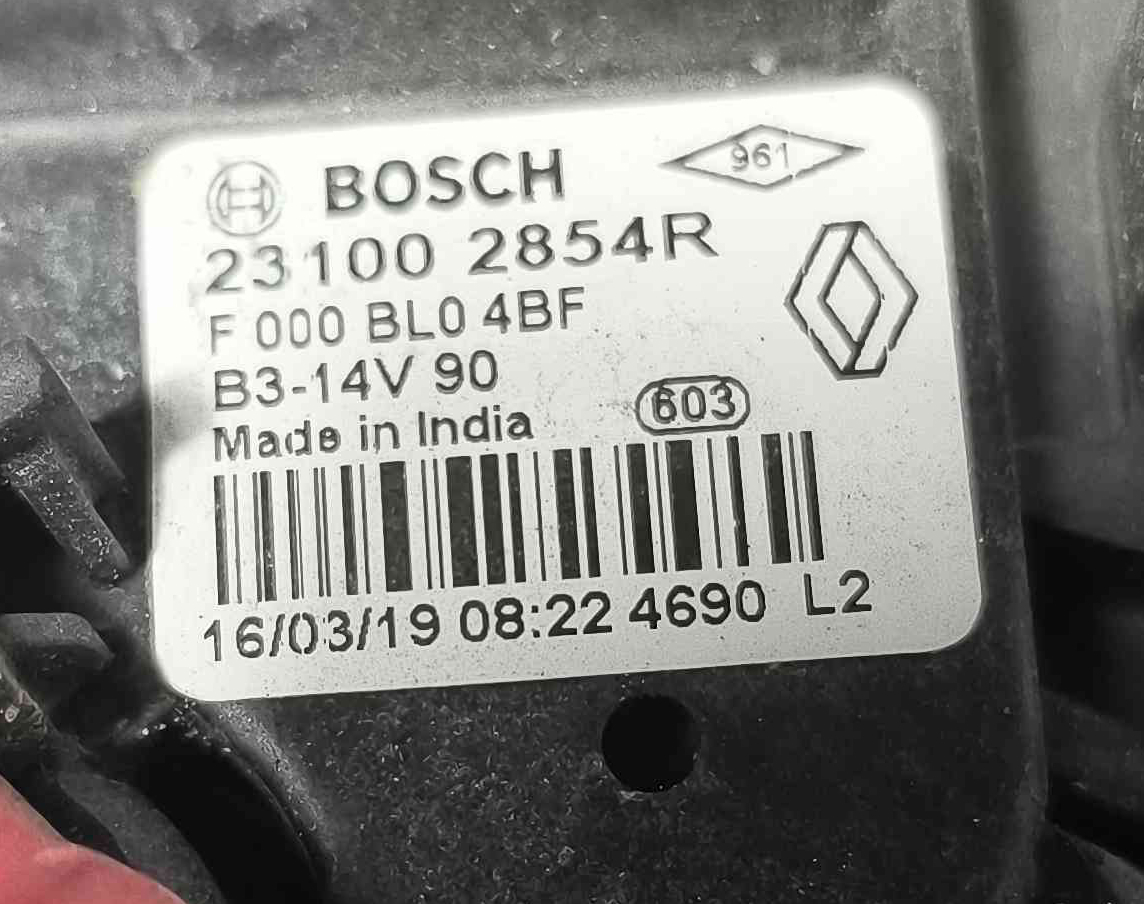 BOSCH
961
23100 2854R
F 000 BL0 4BF
B3-14V 90
Made in India
603
16/03/19 08:22 4690 L2